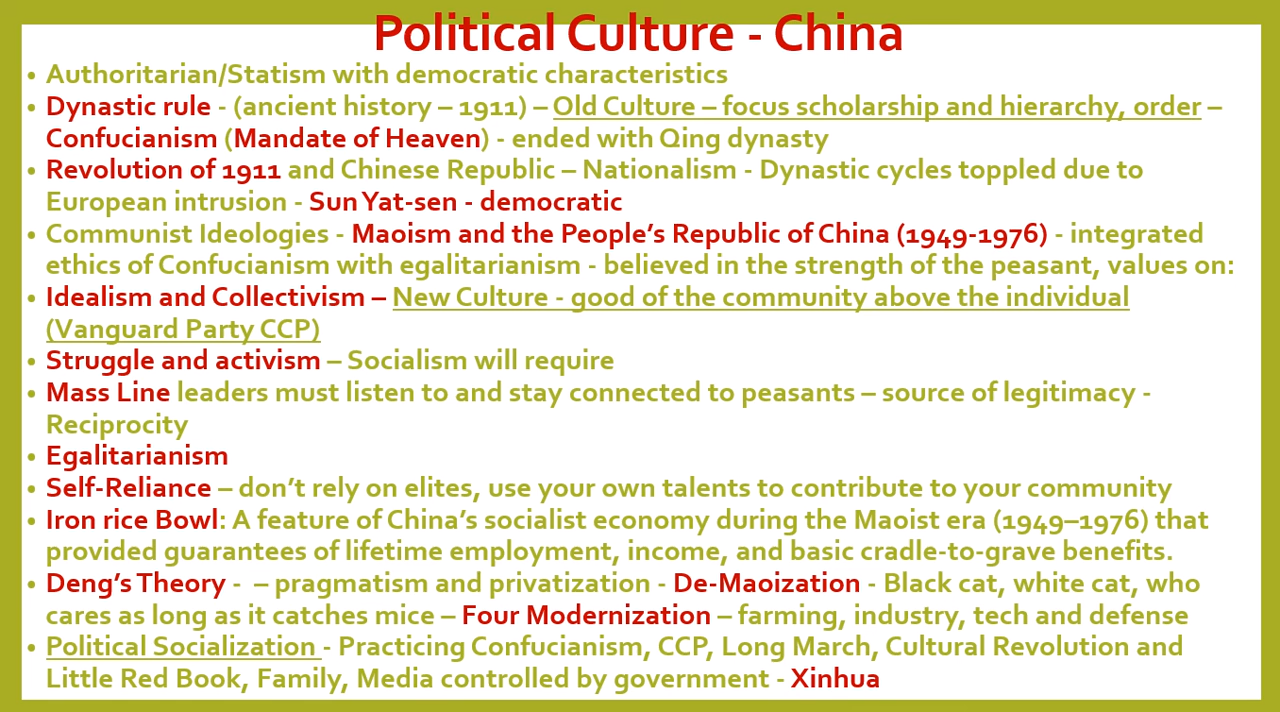 Political Culture - China
• Authoritarian/Statism with democratic characteristics
• Dynastic rule - (ancient history – 1911) – Old Culture – focus scholarship and hierarchy, order –
Confucianism (Mandate of Heaven) - ended with Qing dynasty
• Revolution of 1911 and Chinese Republic – Nationalism - Dynastic cycles toppled due to
European intrusion - Sun Yat-sen - democratic
• Communist Ideologies - Maoism and the People's Republic of China (1949-1976) - integrated
ethics of Confucianism with egalitarianism - believed in the strength of the peasant, values on:
• Idealism and Collectivism – New Culture - good of the community above the individual
(Vanguard Party CCP)
• Struggle and activism – Socialism will require
• Mass Line leaders must listen to and stay connected to peasants – source of legitimacy -
Reciprocity
• Egalitarianism
• Self-Reliance – don't rely on elites, use your own talents to contribute to your community
• Iron rice Bowl: A feature of China's socialist economy during the Maoist era (1949–1976) that
provided guarantees of lifetime employment, income, and basic cradle-to-grave benefits.
• Deng's Theory - – pragmatism and privatization - De-Maoization - Black cat, white cat, who
cares as long as it catches mice – Four Modernization – farming, industry, tech and defense
• Political Socialization - Practicing Confucianism, CCP, Long March, Cultural Revolution and
Little Red Book, Family, Media controlled by government - Xinhua